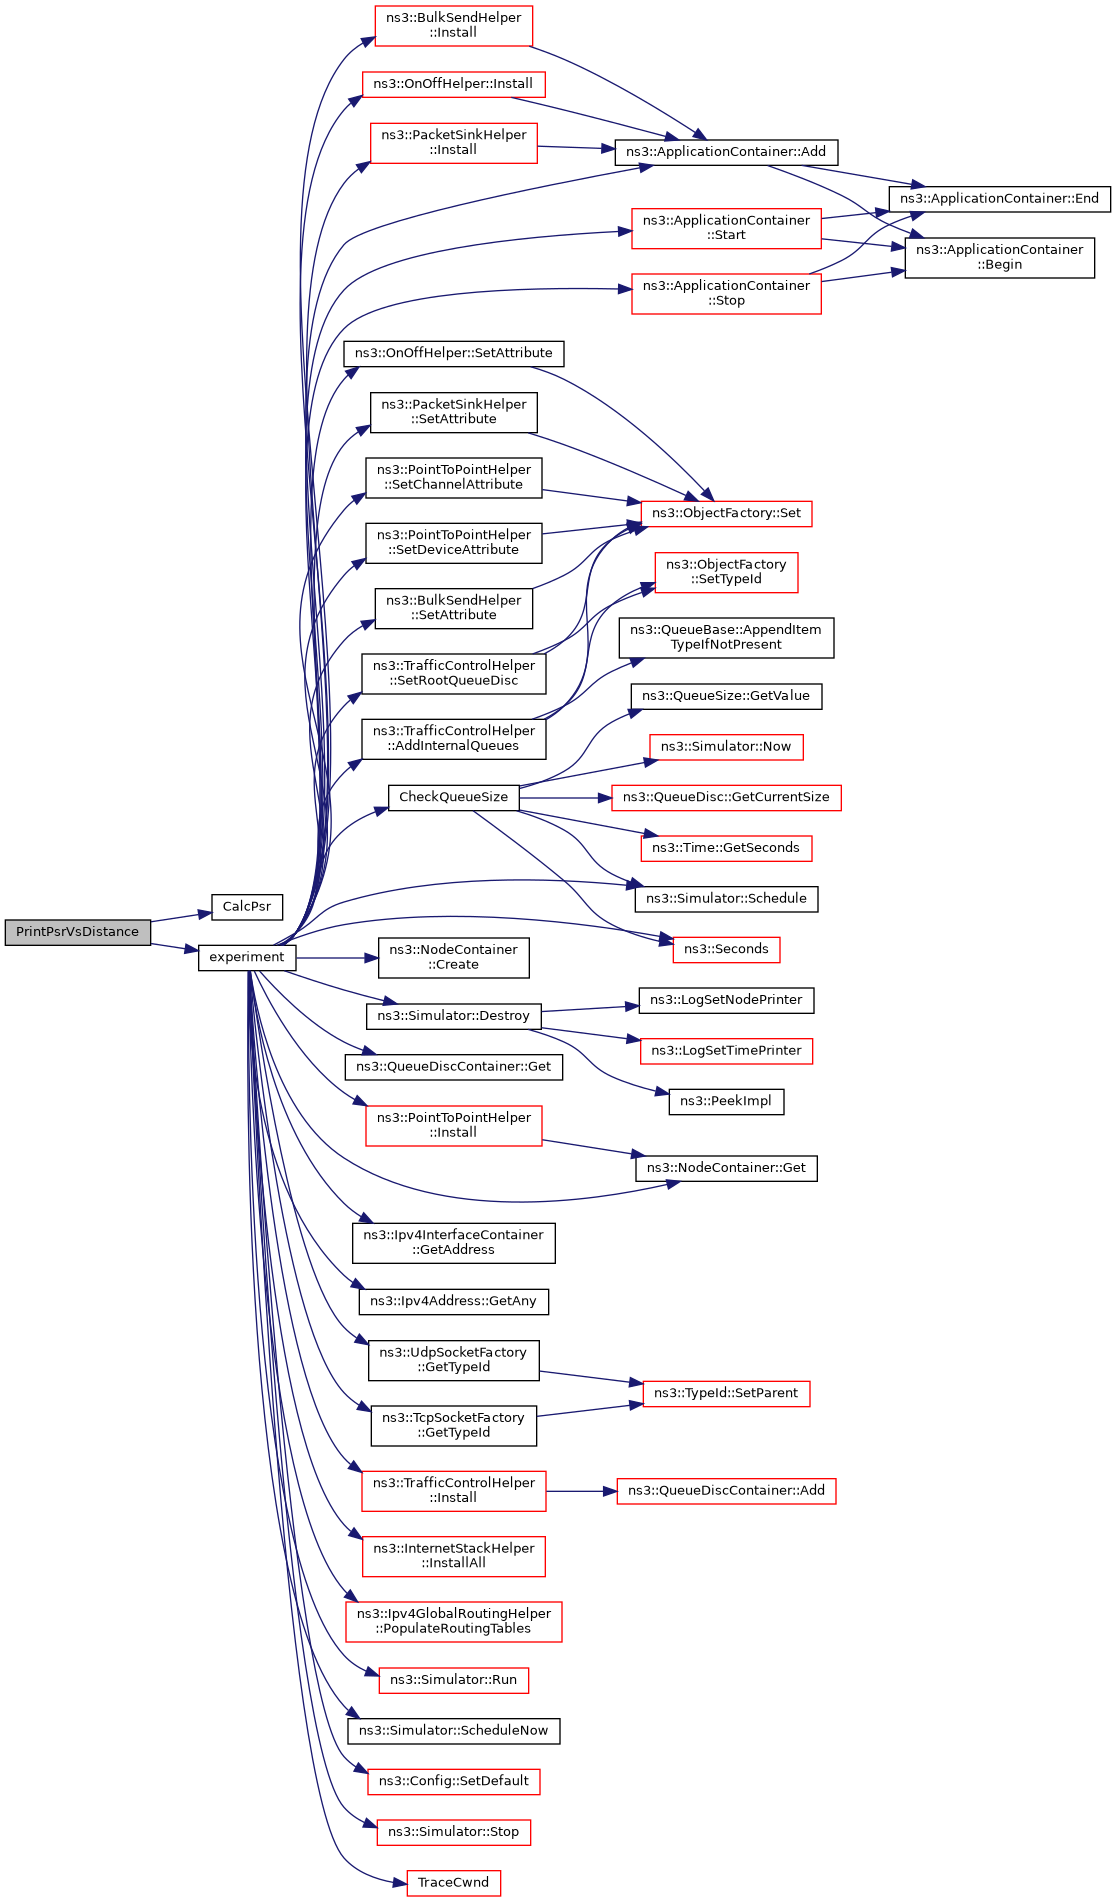 ns3::BulkSendHelper
::Install
ns3::OnOffHelper::Install
ns3::PacketSinkHelper
::Install
ns3::ApplicationContainer::Add
ns3::ApplicationContainer::End
ns3::ApplicationContainer
::Start
ns3::ApplicationContainer
::Begin
ns3::ApplicationContainer
::Stop
ns3::OnOffHelper::SetAttribute
ns3::PacketSinkHelper
::SetAttribute
ns3::PointToPointHelper
::SetChannelAttribute
ns3::ObjectFactory::Set
ns3::PointToPointHelper
::SetDeviceAttribute
ns3::ObjectFactory
::SetTypeId
ns3::BulkSendHelper
::SetAttribute
ns3::QueueBase::AppendItem
TypeIfNotPresent
ns3::TrafficControlHelper
::SetRootQueueDisc
ns3::QueueSize::GetValue
ns3::TrafficControlHelper
::AddInternalQueues
ns3::Simulator::Now
CheckQueueSize
ns3::QueueDisc::GetCurrentSize
ns3::Time::GetSeconds
ns3::Simulator::Schedule
CalcPsr
PrintPsrVsDistance
experiment
ns3::Seconds
ns3::NodeContainer
::Create
ns3::LogSetNodePrinter
ns3::Simulator::Destroy
ns3::LogSetTimePrinter
ns3::QueueDiscContainer::Get
ns3::PeekImpl
ns3::PointToPointHelper
::Install
ns3::NodeContainer::Get
ns3::Ipv4InterfaceContainer
::GetAddress
ns3::Ipv4Address::GetAny
ns3::UdpSocketFactory
::GetTypeId
ns3::TypeId::SetParent
ns3::TcpSocketFactory
::GetTypeId
ns3::TrafficControlHelper
::Install
ns3::QueueDiscContainer::Add
ns3::InternetStackHelper
::InstallAll
ns3::Ipv4GlobalRoutingHelper
::PopulateRoutingTables
ns3::Simulator::Run
ns3::Simulator::ScheduleNow
ns3::Config::SetDefault
ns3::Simulator::Stop
TraceCwnd